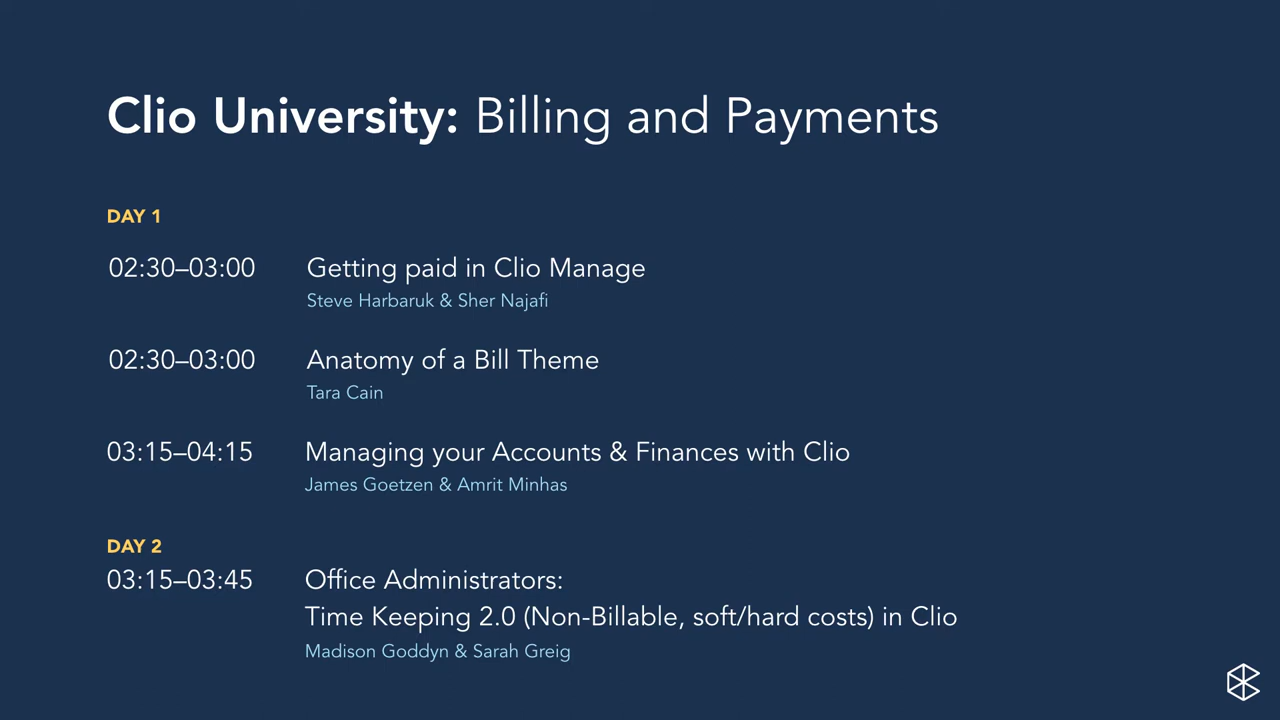 Clio University: Billing and Payments
DAY 1
02:30–03:00 Getting paid in Clio Manage
Steve Harbaruk & Sher Najafi
02:30–03:00 Anatomy of a Bill Theme
Tara Cain
03:15–04:15 Managing your Accounts & Finances with Clio
James Goetzen & Amrit Minhas
DAY 2
03:15–03:45 Office Administrators:
Time Keeping 2.0 (Non-Billable, soft/hard costs) in Clio
Madison Goddyn & Sarah Greig